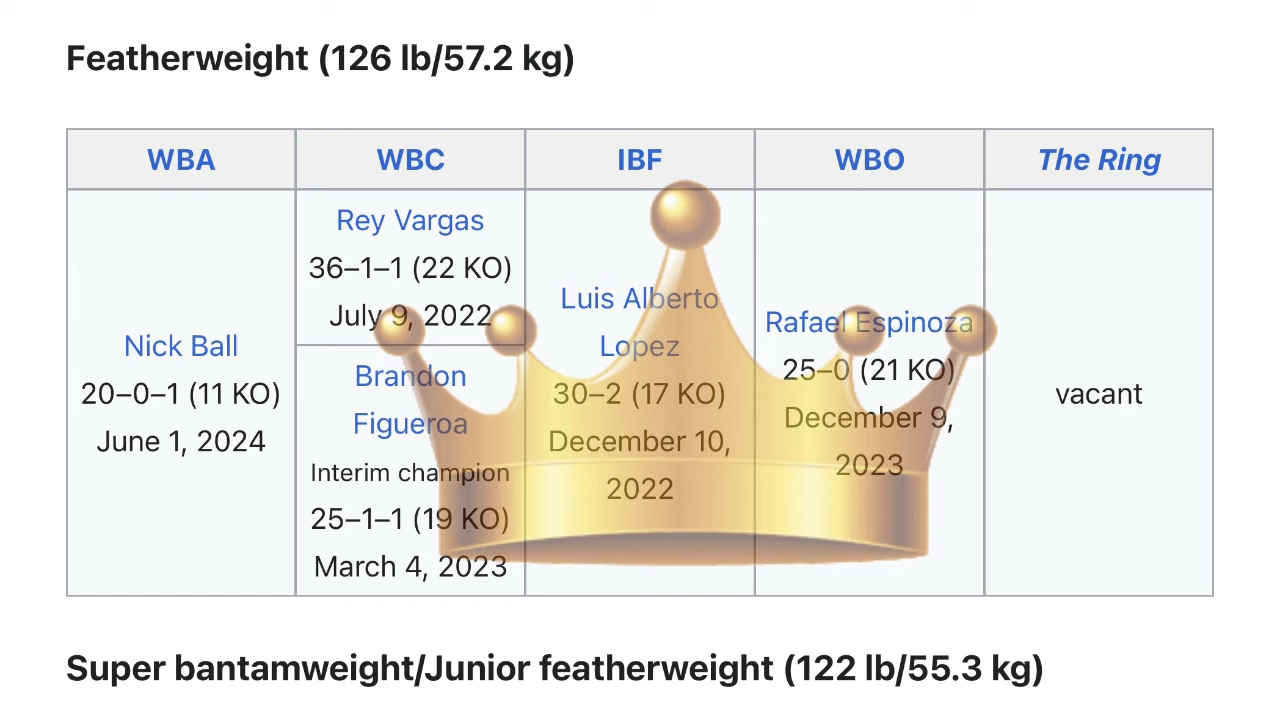 Featherweight (126 lb/57.2 kg)
WBA
WBC
IBF
WBO
The Ring
Nick Ball
20–0–1 (11 KO)
June 1, 2024
Rey Vargas
36–1–1 (22 KO)
July 9, 2022
Brandon
Figueroa
Interim champion
25–1–1 (19 KO)
March 4, 2023
Luis Alberto
Lopez
30–2 (17 KO)
December 10,
2022
Rafael Espinoza
25–0 (21 KO)
December 9,
2023
vacant
Super bantamweight/Junior featherweight (122 lb/55.3 kg)